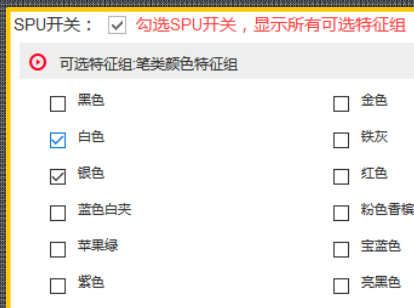 SPU开关： 勾选SPU开关，显示所有可选特征组
可选特征组:笔类颜色特征组
黑色 金色
白色 铁灰
银色 红色
蓝色白夹 粉色香槟
苹果绿 宝蓝色
紫色 亮黑色